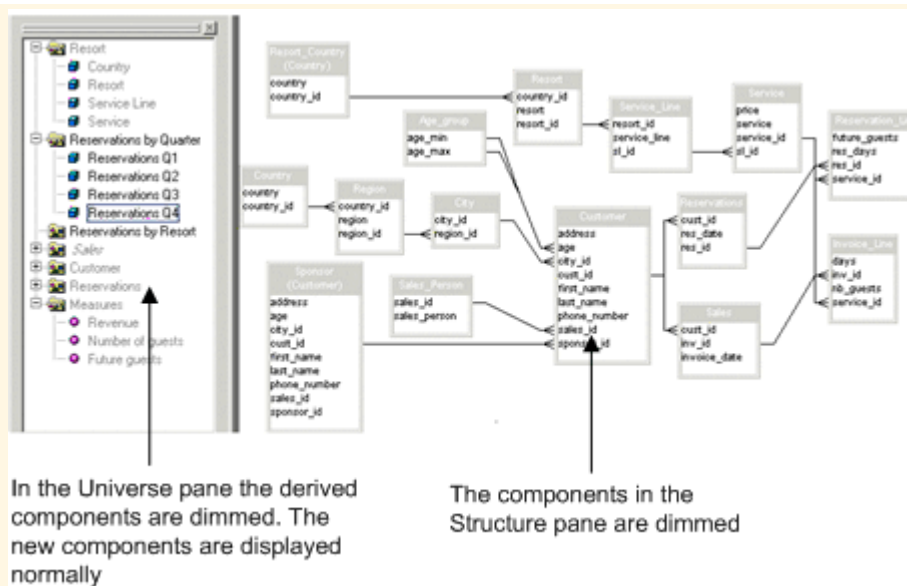 Resort
Country
Resort
Service Line
Service
Reservations by Quarter
Reservations Q1
Reservations Q2
Reservations Q3
Reservations Q4
Reservations by Resort
Sales
Customer
Reservations
Measures
Revenue
Number of guests
Future guests
Resort_Country
(Country)
country
country_id
Resort
country_id
resort
resort_id
Service_Line
resort_id
service_line
sl_id
Service
price
service
service_id
sl_id
future_guests
res_days
res_id
service_id
Age_group
age_min
age_max
Country
country
country_id
Region
country_id
region
region_id
City
city_id
region_id
Customer
address
age
city_id
cust_id
first_name
last_name
phone_number
sales_id
Reservations
cust_id
res_date
res_id
Invoice_Line
days
inv_id
nb_guests
service_id
Sponsor
(Customer)
address
age
city_id
cust_id
first_name
last_name
phone_number
sales_id
sponsor_id
Sales_Person
sales_id
sales_person
Sales
cust_id
inv_id
invoice_date
In the Universe pane the derived
components are dimmed. The
new components are displayed
normally
The components in the
Structure pane are dimmed